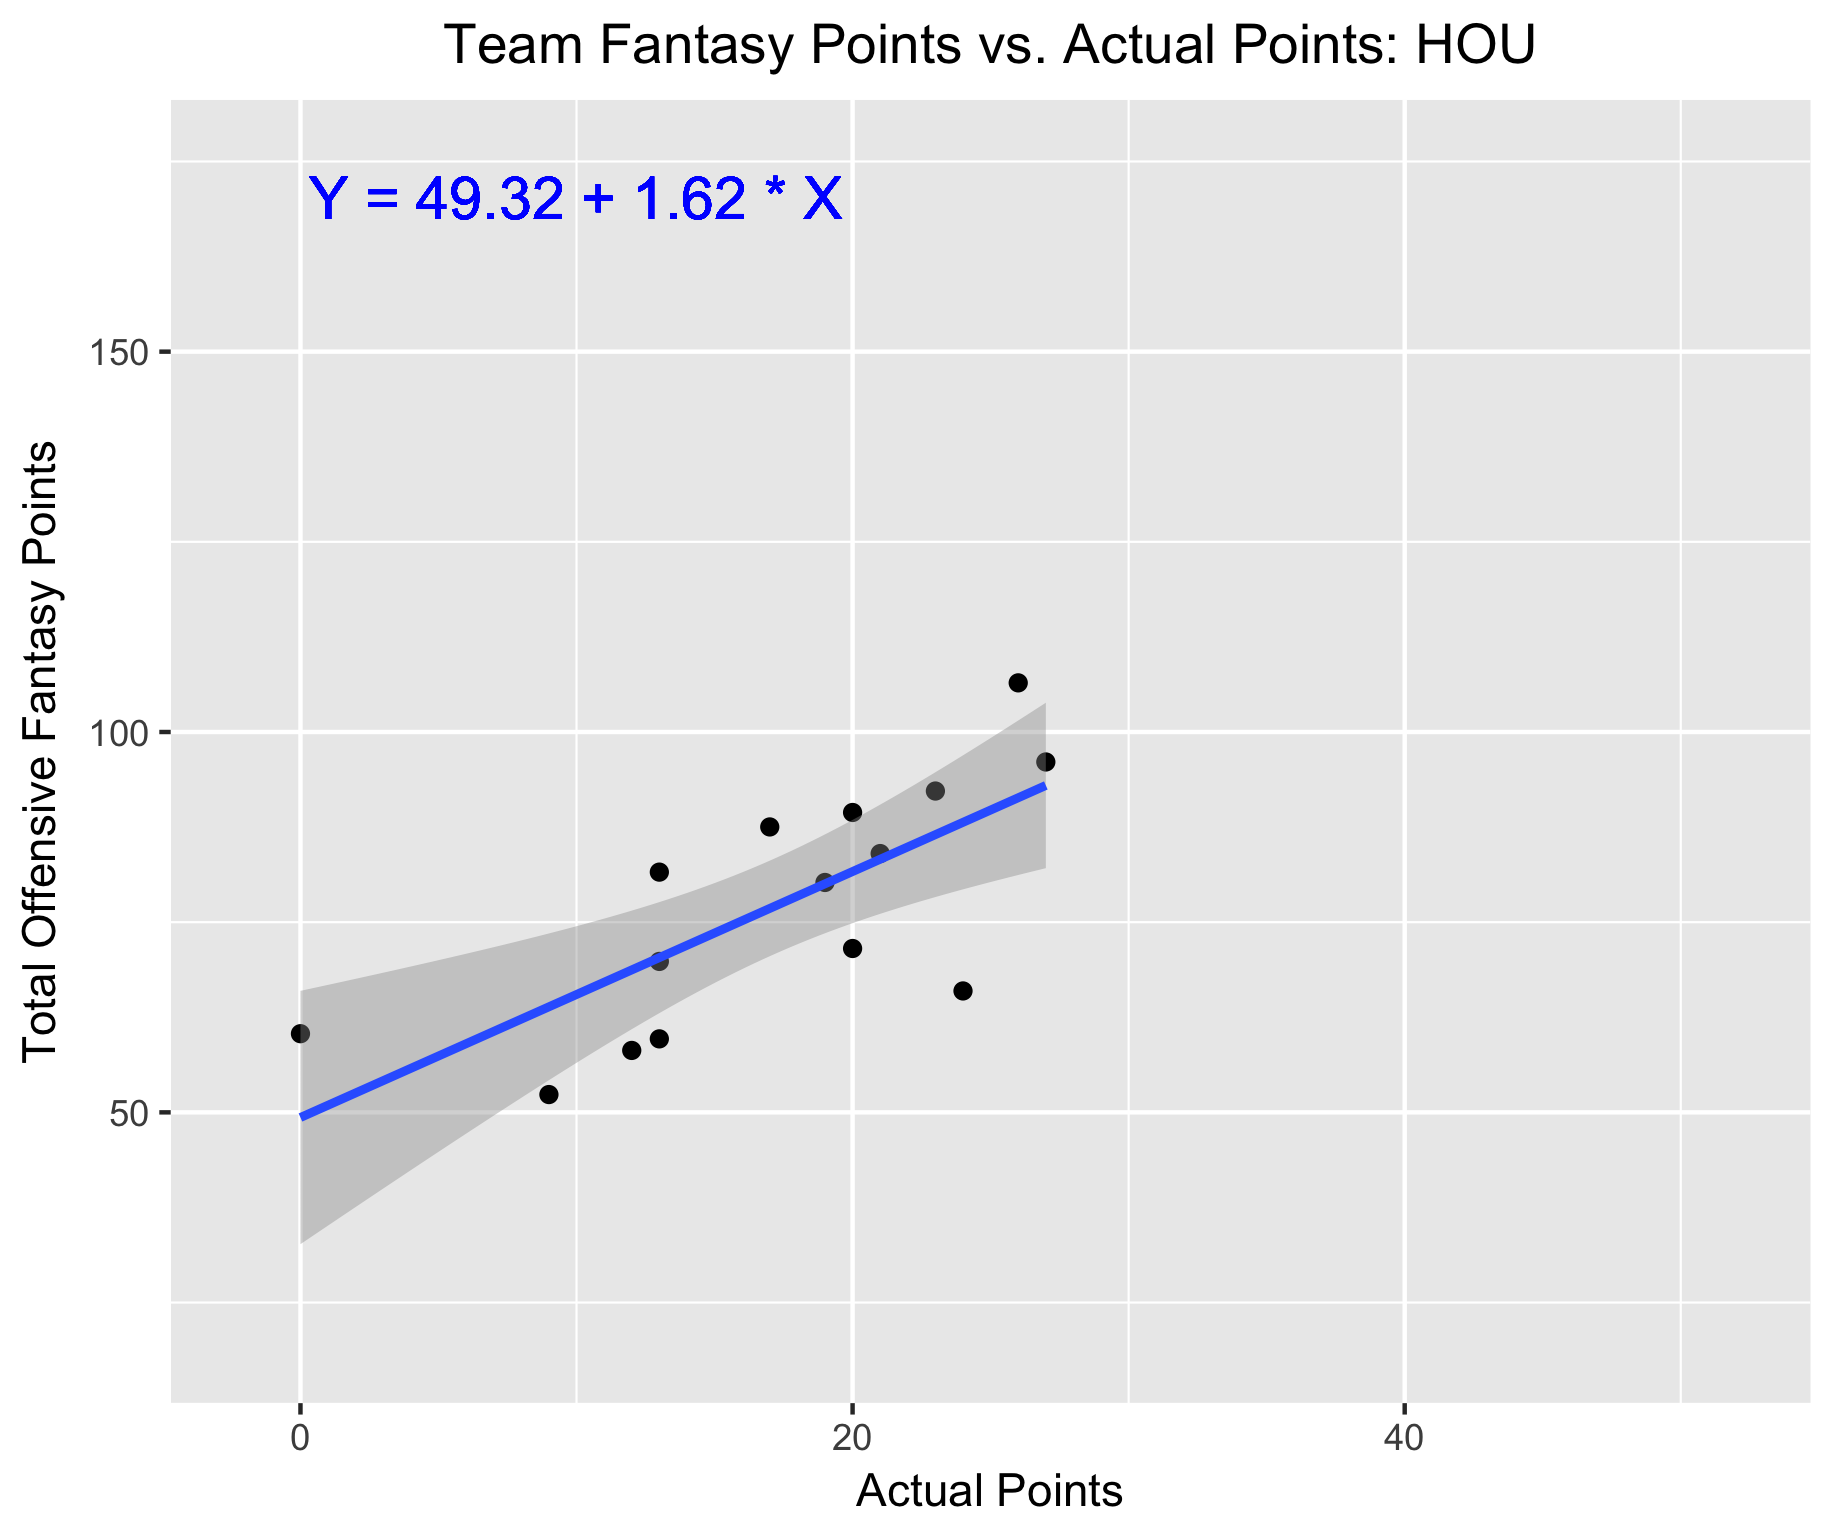 Team Fantasy Points vs. Actual Points: HOU
Y = 49.32 + 1.62 * X
150
100
50
Total Offensive Fantasy Points
0
20
40
Actual Points